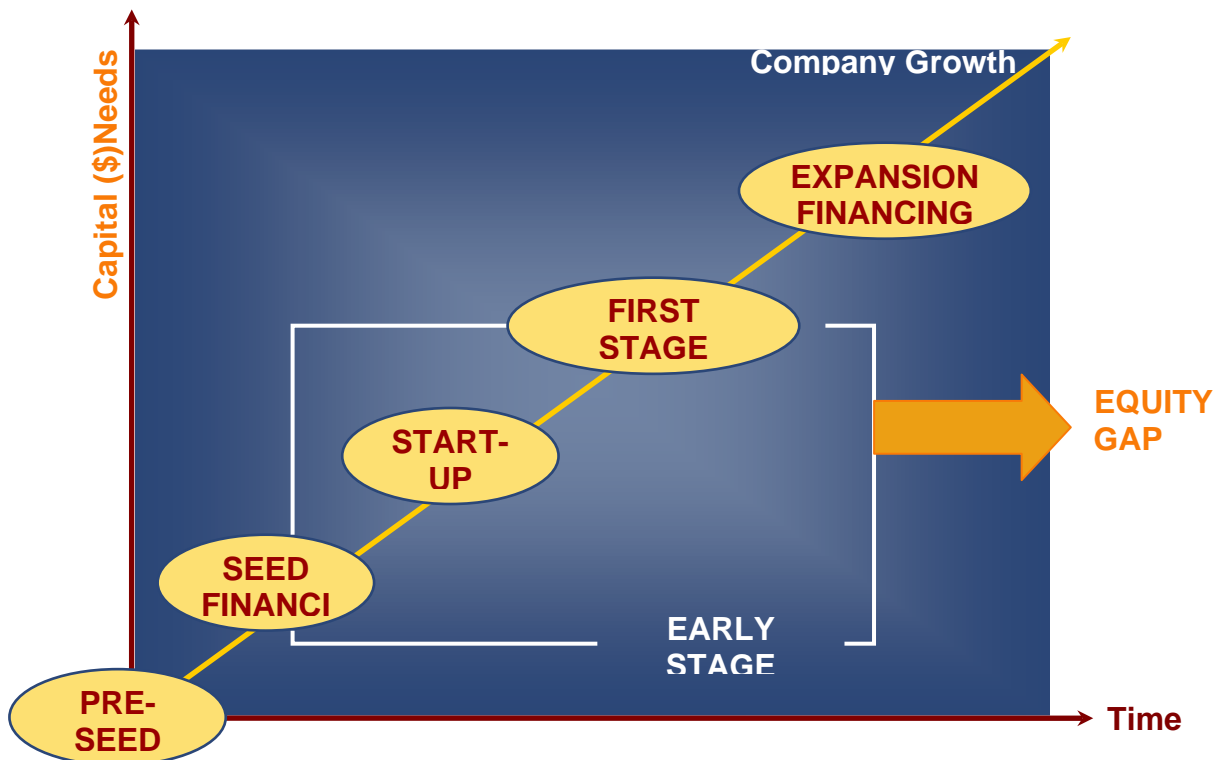 Company Growth
Capital ($)Needs
EXPANSION
FINANCING
FIRST
STAGE
EQUITY
GAP
START-
UP
SEED
FINANCI
EARLY
STAGE
PRE-
SEED
Time